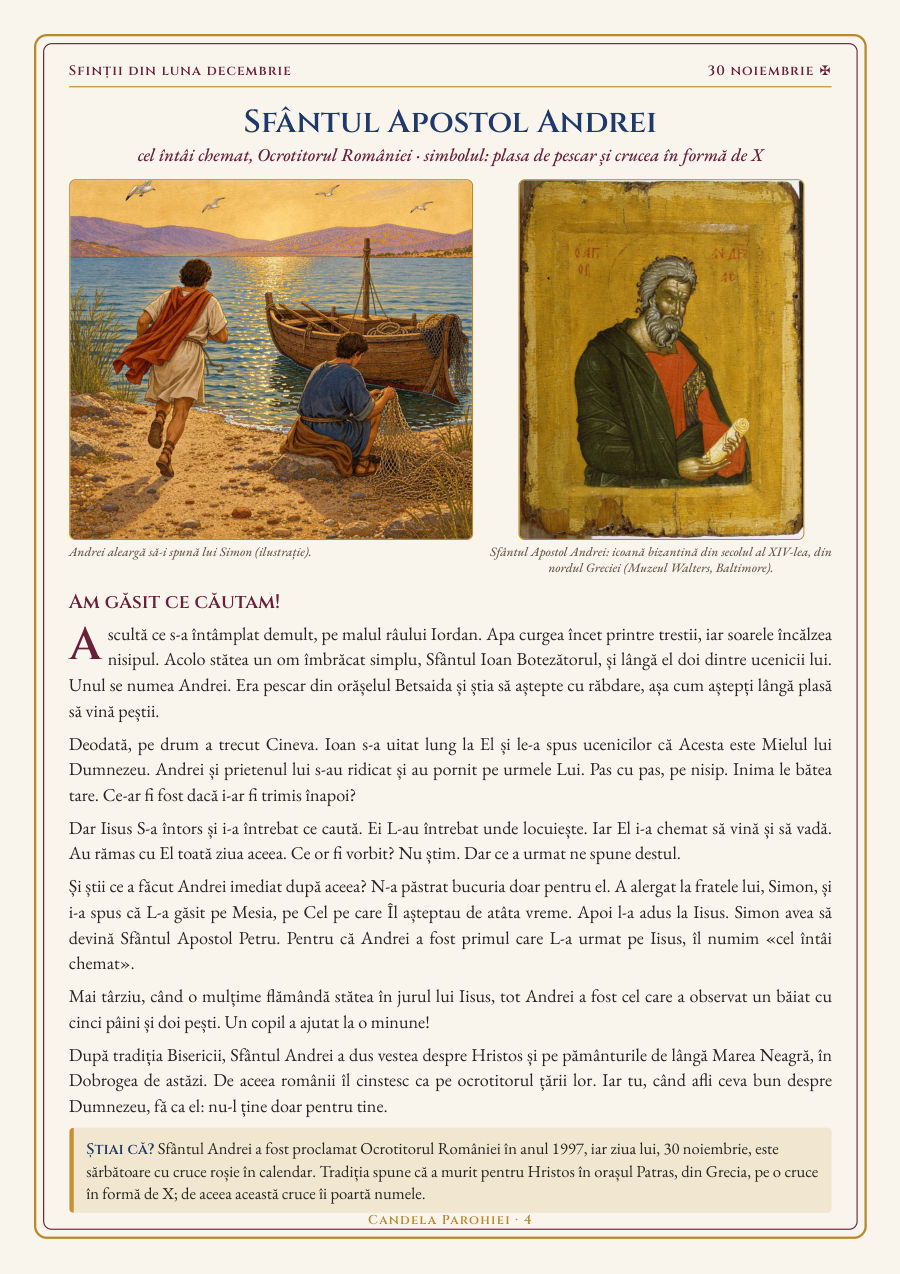 Sfinții din luna decembrie
30 noiembrie ✠
Sfântul Apostol Andrei
cel întâi chemat, Ocrotitorul României · simbolul: plasa de pescar și crucea în formă de X
Andrei aleargă să-i spună lui Simon (ilustrație).
Sfântul Apostol Andrei: icoană bizantină din secolul al XIV-lea, din
nordul Greciei (Muzeul Walters, Baltimore).
Am găsit ce căutam!
Ascultă ce s-a întâmplat demult, pe malul râului Iordan. Apa curgea încet printre trestii, iar soarele încălzea
nisipul. Acolo stătea un om îmbrăcat simplu, Sfântul Ioan Botezătorul, și lângă el doi dintre ucenicii lui.
Unul se numea Andrei. Era pescar din orășelul Betsaida și știa să aștepte cu răbdare, așa cum aștepți lângă plasă
să vină peștii.
Deodată, pe drum a trecut Cineva. Ioan s-a uitat lung la El și le-a spus ucenicilor că Acesta este Mielul lui
Dumnezeu. Andrei și prietenul lui s-au ridicat și au pornit pe urmele Lui. Pas cu pas, pe nisip. Inima le bătea
tare. Ce-ar fi fost dacă i-ar fi trimis înapoi?
Dar Iisus S-a întors și i-a întrebat ce caută. Ei L-au întrebat unde locuiește. Iar El i-a chemat să vină și să vadă.
Au rămas cu El toată ziua aceea. Ce or fi vorbit? Nu știm. Dar ce a urmat ne spune destul.
Și știi ce a făcut Andrei imediat după aceea? N-a păstrat bucuria doar pentru el. A alergat la fratele lui, Simon, și
i-a spus că L-a găsit pe Mesia, pe Cel pe care Îl așteptau de atâta vreme. Apoi l-a adus la Iisus. Simon avea să
devină Sfântul Apostol Petru. Pentru că Andrei a fost primul care L-a urmat pe Iisus, îl numim «cel întâi
chemat».
Mai târziu, când o mulțime flămândă stătea în jurul lui Iisus, tot Andrei a fost cel care a observat un băiat cu
cinci pâini și doi pești. Un copil a ajutat la o minune!
După tradiția Bisericii, Sfântul Andrei a dus vestea despre Hristos și pe pământurile de lângă Marea Neagră, în
Dobrogea de astăzi. De aceea românii îl cinstesc ca pe ocrotitorul țării lor. Iar tu, când afli ceva bun despre
Dumnezeu, fă ca el: nu-l ține doar pentru tine.
Știai că? Sfântul Andrei a fost proclamat Ocrotitorul României în anul 1997, iar ziua lui, 30 noiembrie, este
sărbătoare cu cruce roșie în calendar. Tradiția spune că a murit pentru Hristos în orașul Patras, din Grecia, pe o cruce
în formă de X; de aceea această cruce îi poartă numele.
Candela Parohiei · 4